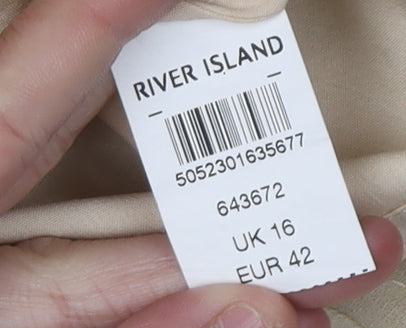 RIVER ISLAND
5052301635677
643672
UK 16
EUR 42